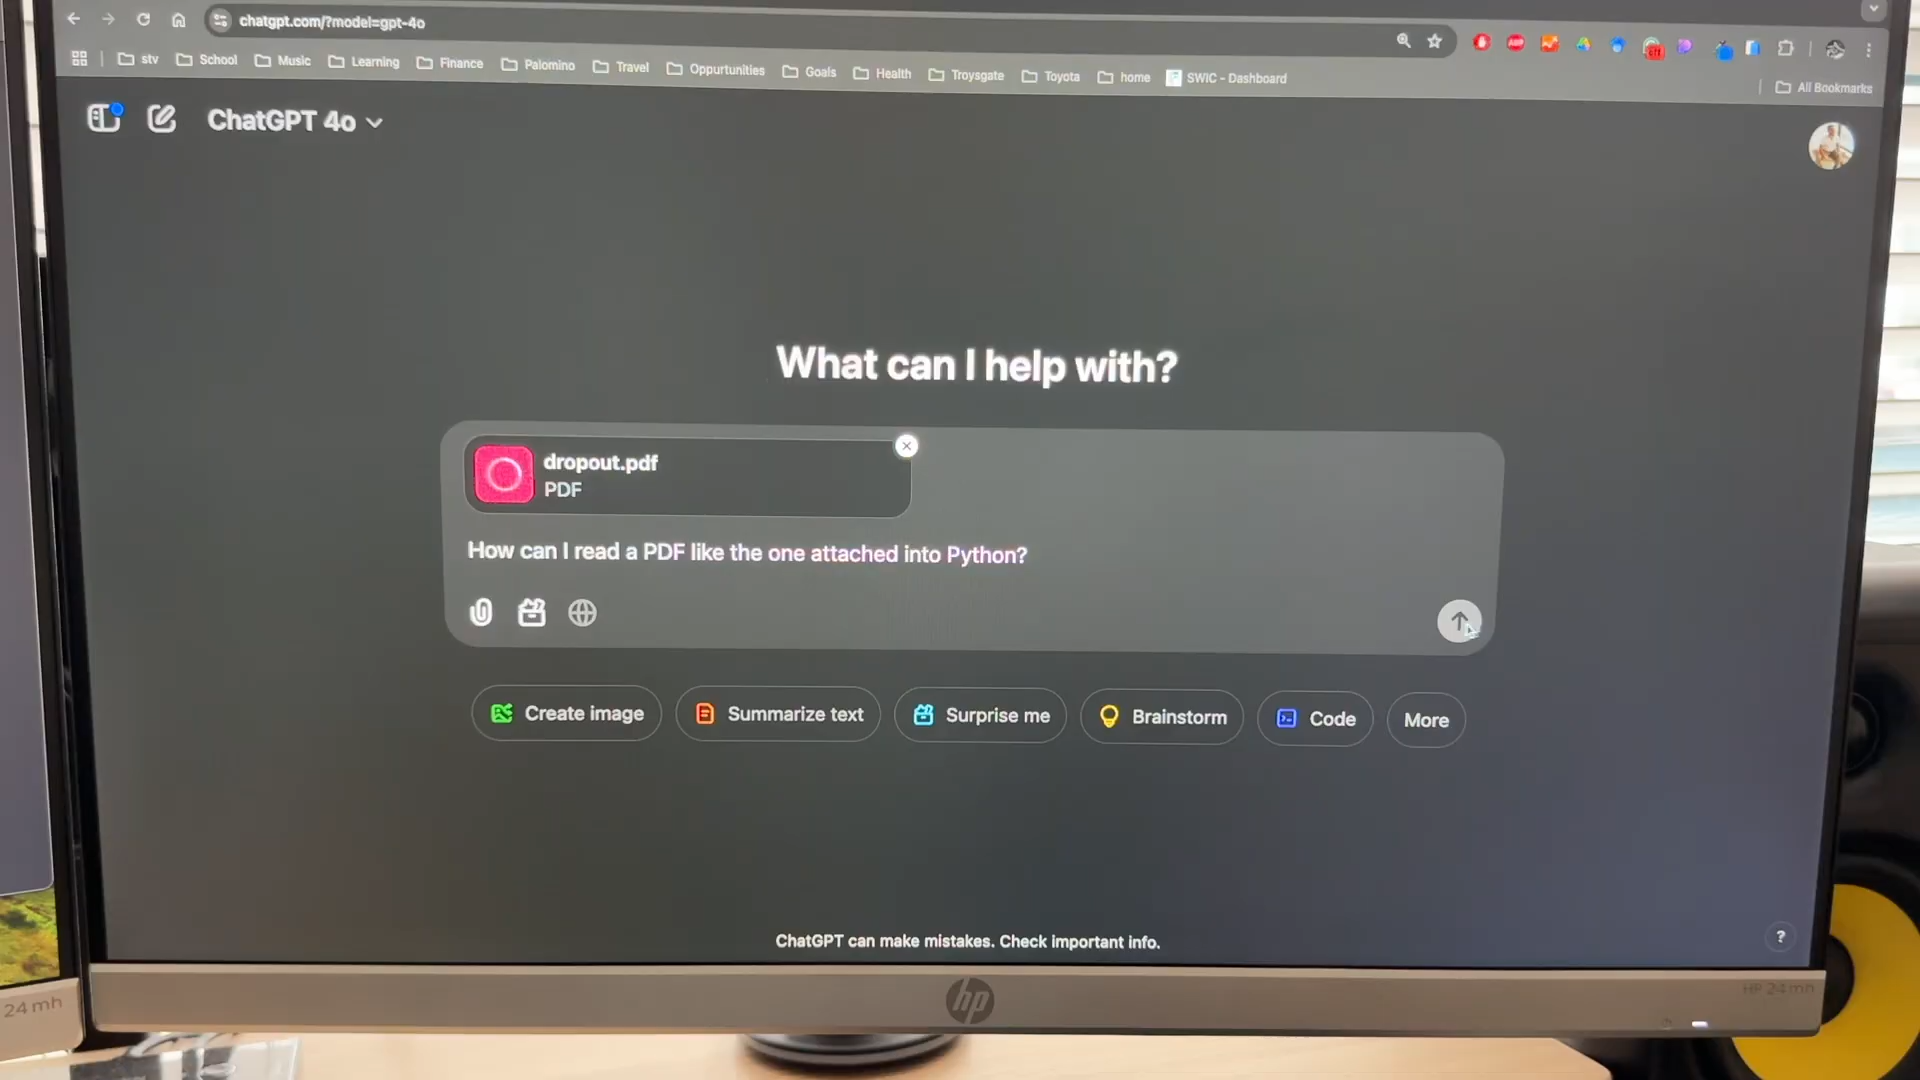 chatgpt.com/?model=gpt-4o
stv School Music Learning Finance Palomino Travel Oppurtunities Goals Health Troysgate Toyota home SWIC - Dashboard
All Bookmarks
ChatGPT 4o
What can I help with?
dropout.pdf
PDF
How can I read a PDF like the one attached into Python?
Create image Summarize text Surprise me Brainstorm Code More
ChatGPT can make mistakes. Check important info.
?
hp
HP 24mh
24mh